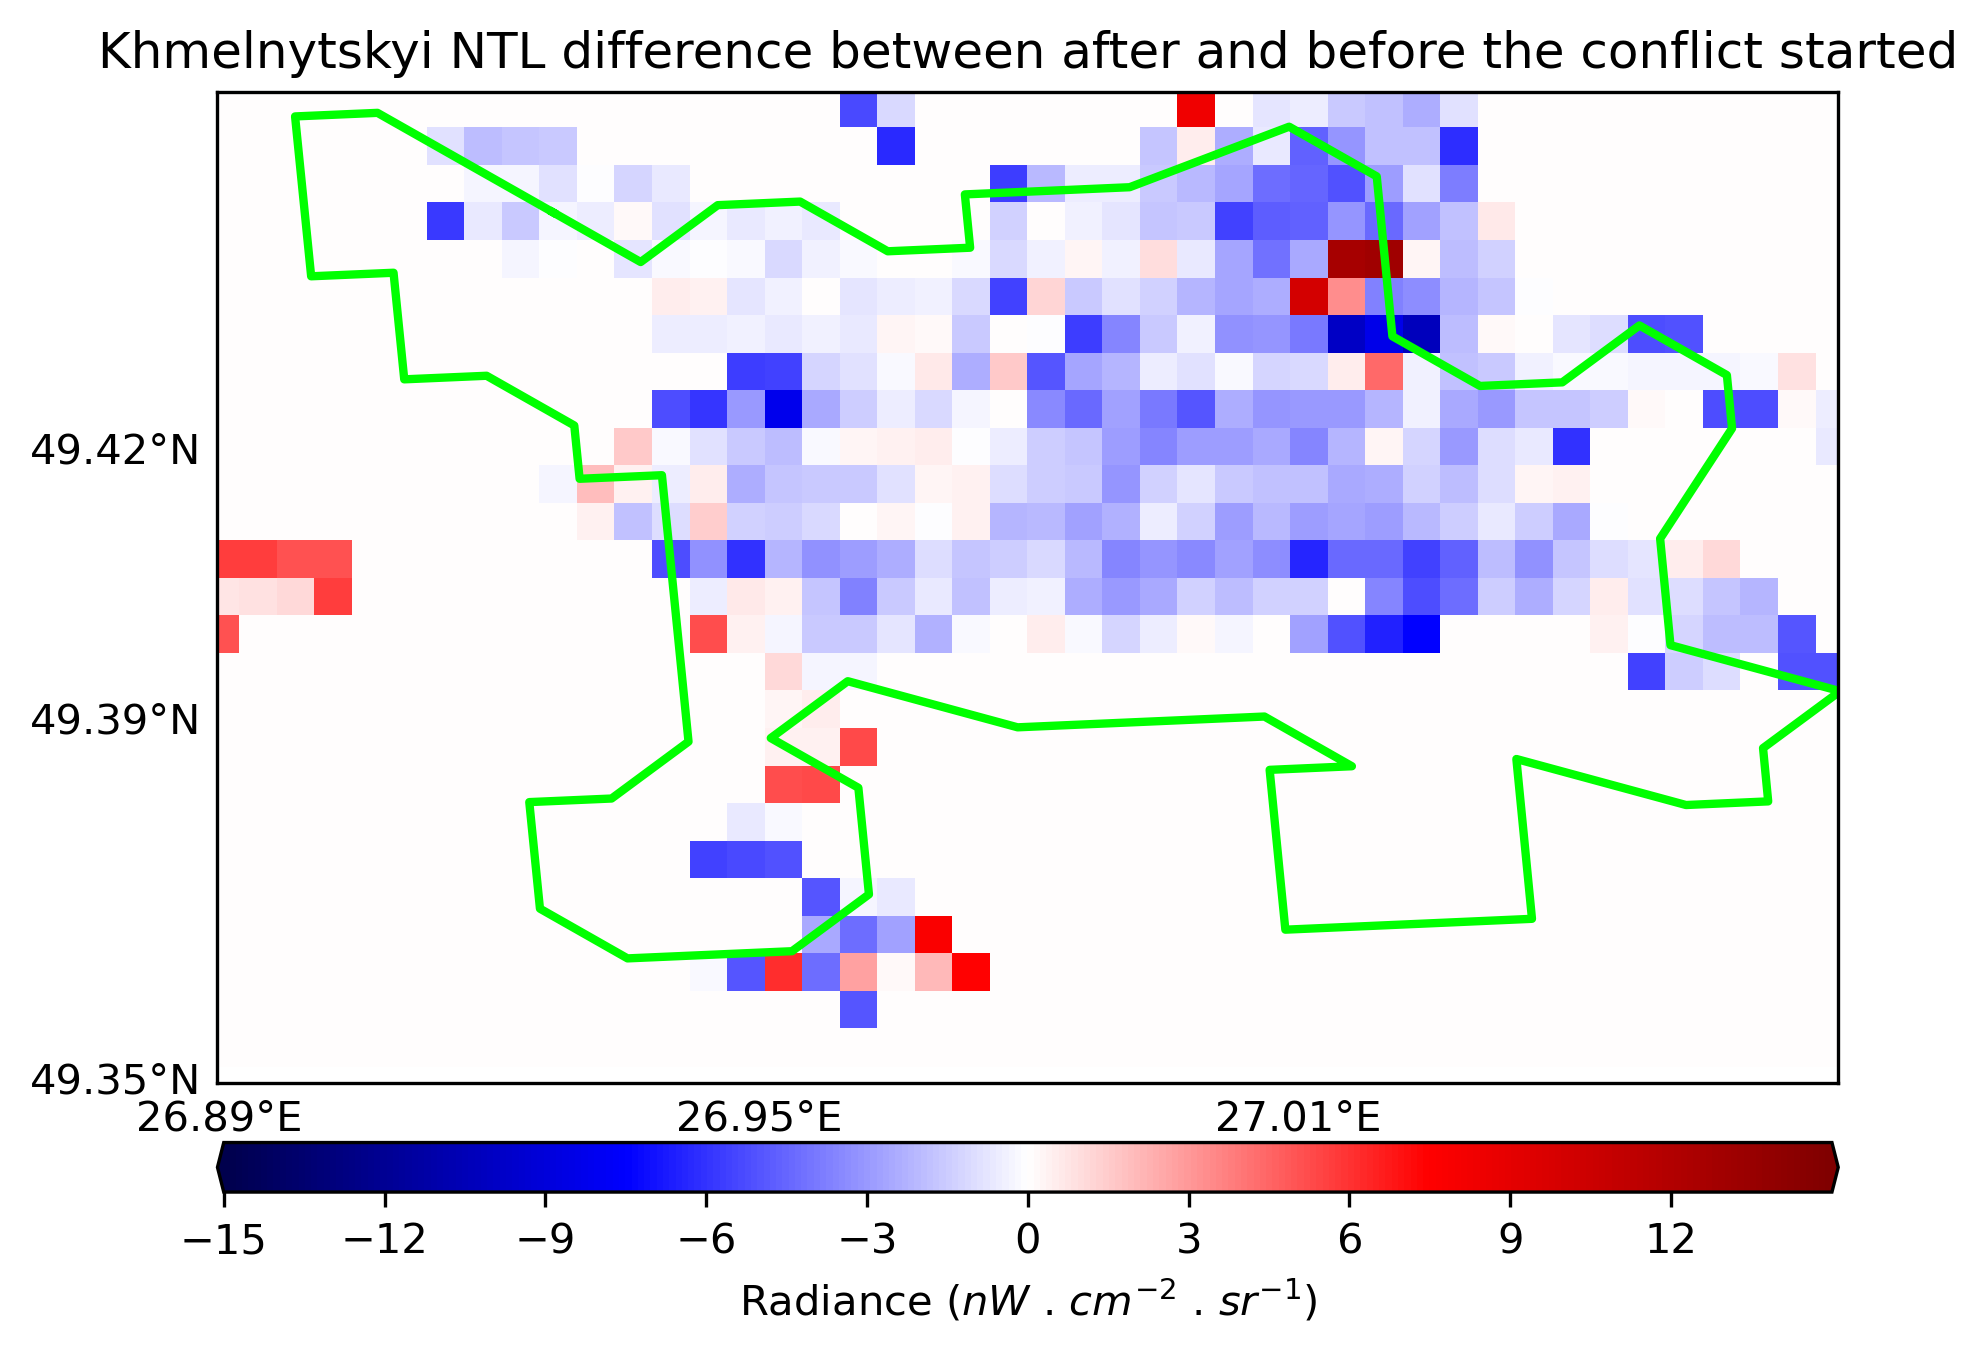 Khmelnytskyi NTL difference between after and before the conflict started
49.42°N
49.39°N
49.35°N
26.89°E 26.95°E 27.01°E
−15 −12 −9 −6 −3 0 3 6 9 12
Radiance (nW . cm⁻² . sr⁻¹)